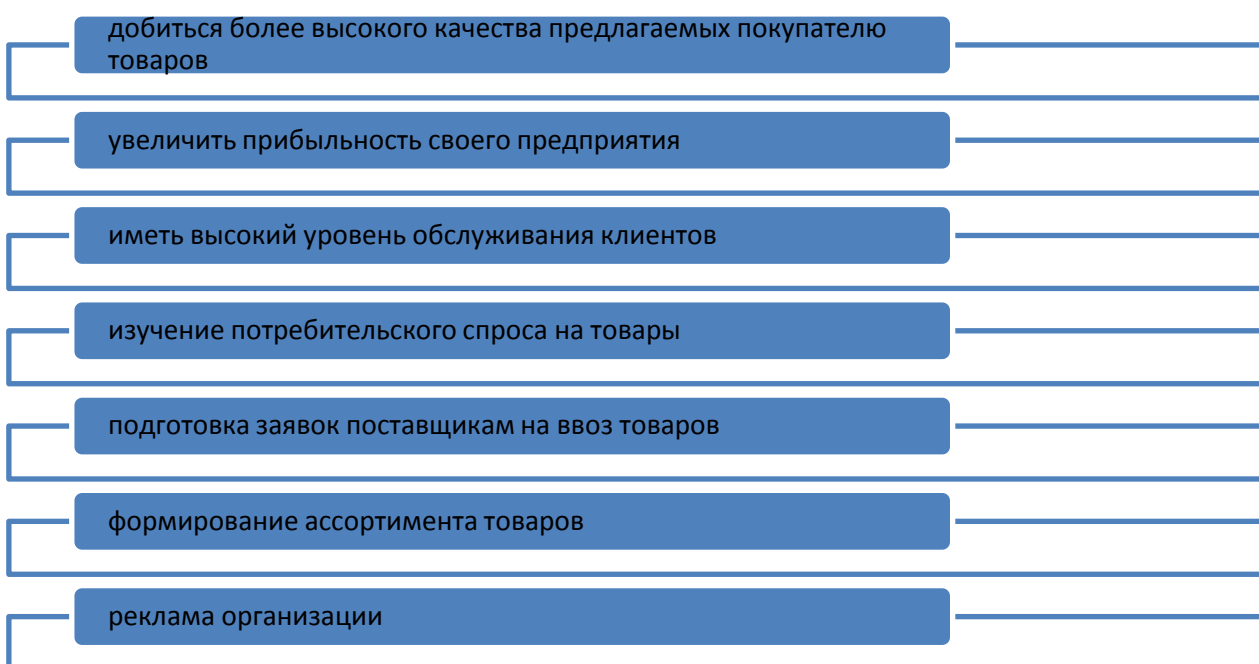 добиться более высокого качества предлагаемых покупателю
товаров
увеличить прибыльность своего предприятия
иметь высокий уровень обслуживания клиентов
изучение потребительского спроса на товары
подготовка заявок поставщикам на ввоз товаров
формирование ассортимента товаров
реклама организации